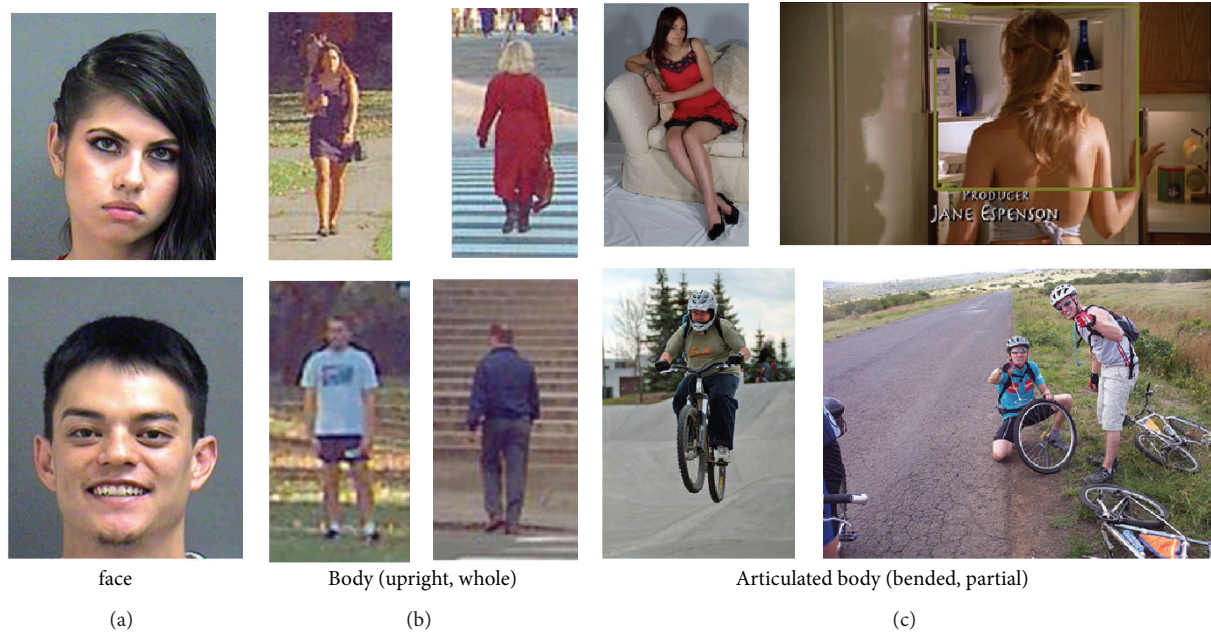 PRODUCER
JANE ESPENSON
face
Body (upright, whole)
Articulated body (bended, partial)
(a)
(b)
(c)